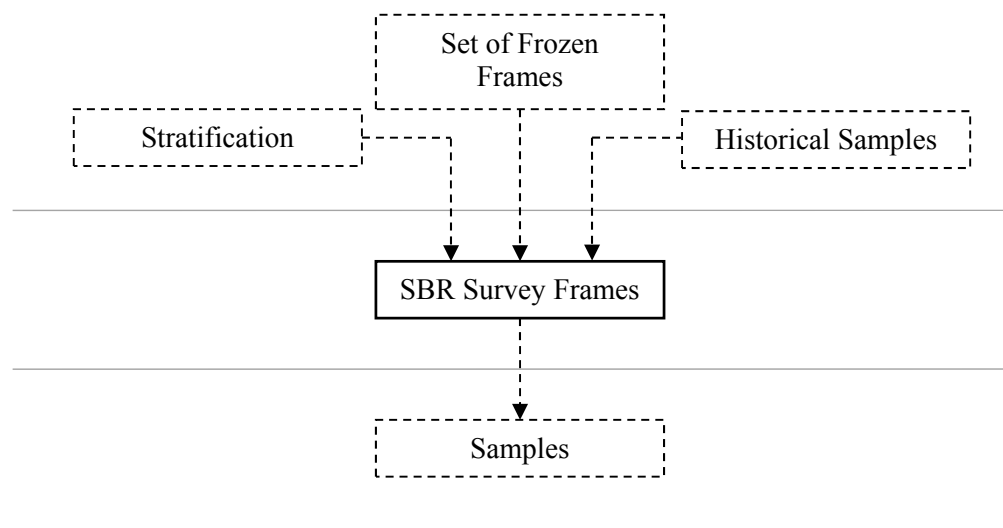 Set of Frozen
Frames
Stratification
Historical Samples
SBR Survey Frames
Samples